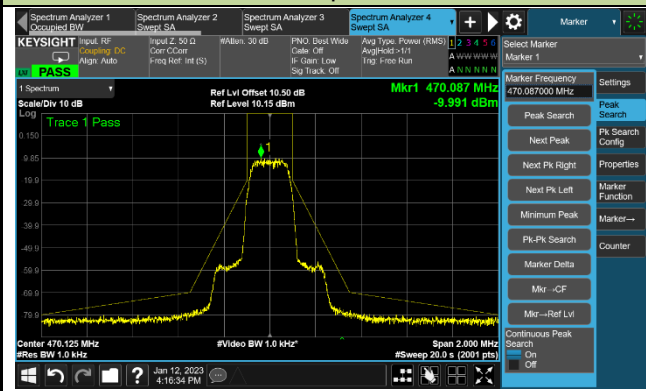 Spectrum Analyzer 1
Occupied BW
Spectrum Analyzer 2
Swept SA
Spectrum Analyzer 3
Swept SA
Spectrum Analyzer 4
Swept SA
Marker
KEYSIGHT
Input: RF
Coupling: DC
Align: Auto
Input Z: 50 Ω
Corr CCorr
Freq Ref: Int (S)
#Atten: 30 dB
PNO: Best Wide
Gate: Off
IF Gain: Low
Sig Track: Off
Avg Type: Power (RMS)
Avg|Hold:>1/1
Trig: Free Run
1 2 3 4 5 6
A W W W W W
A N N N N N
LVI PASS
Select Marker
Marker 1
1 Spectrum
Scale/Div 10 dB
Ref Lvl Offset 10.50 dB
Ref Level 10.15 dBm
Mkr1 470.087 MHz
-9.991 dBm
Log
Trace 1 Pass
1
0.150
-9.85
-19.9
-29.9
-39.9
-49.9
-59.9
-69.9
-79.9
Center 470.125 MHz
#Res BW 1.0 kHz
#Video BW 1.0 kHz*
Span 2.000 MHz
#Sweep 20.0 s (2001 pts)
Marker Frequency
470.087000 MHz
Peak Search
Next Peak
Next Pk Right
Next Pk Left
Minimum Peak
Pk-Pk Search
Marker Delta
Mkr→CF
Mkr→Ref Lvl
Continuous Peak
Search
On
Off
Settings
Peak
Search
Pk Search
Config
Properties
Marker
Function
Marker→
Counter
Jan 12, 2023
4:16:34 PM